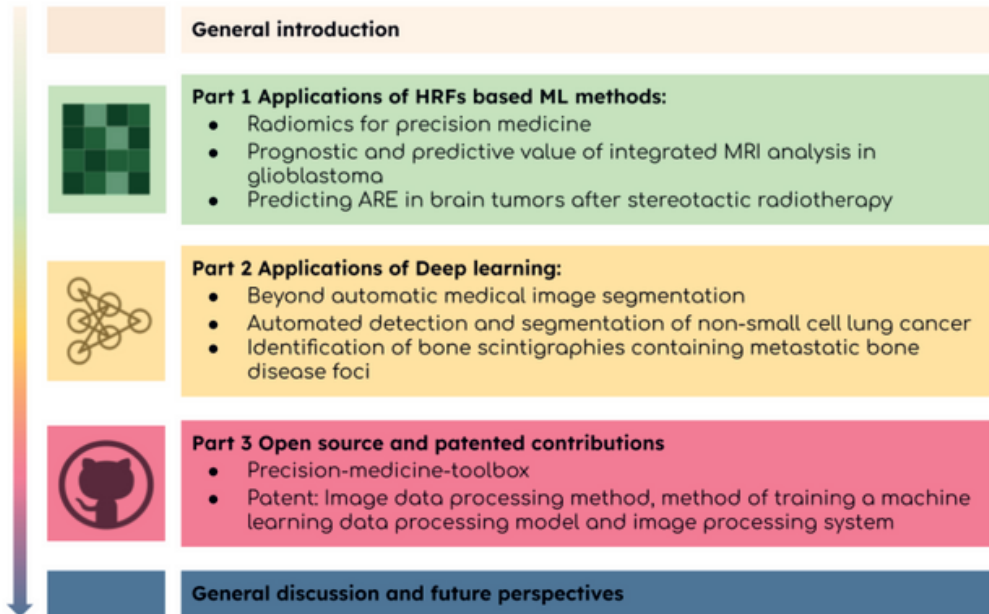 General introduction
Part 1 Applications of HRFs based ML methods:
● Radiomics for precision medicine
● Prognostic and predictive value of integrated MRI analysis in
glioblastoma
● Predicting ARE in brain tumors after stereotactic radiotherapy
Part 2 Applications of Deep learning:
● Beyond automatic medical image segmentation
● Automated detection and segmentation of non-small cell lung cancer
● Identification of bone scintigraphies containing metastatic bone
disease foci
Part 3 Open source and patented contributions
● Precision-medicine-toolbox
● Patent: Image data processing method, method of training a machine
learning data processing model and image processing system
General discussion and future perspectives